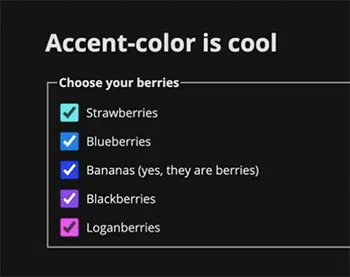 Accent-color is cool
Choose your berries
Strawberries
Blueberries
Bananas (yes, they are berries)
Blackberries
Loganberries